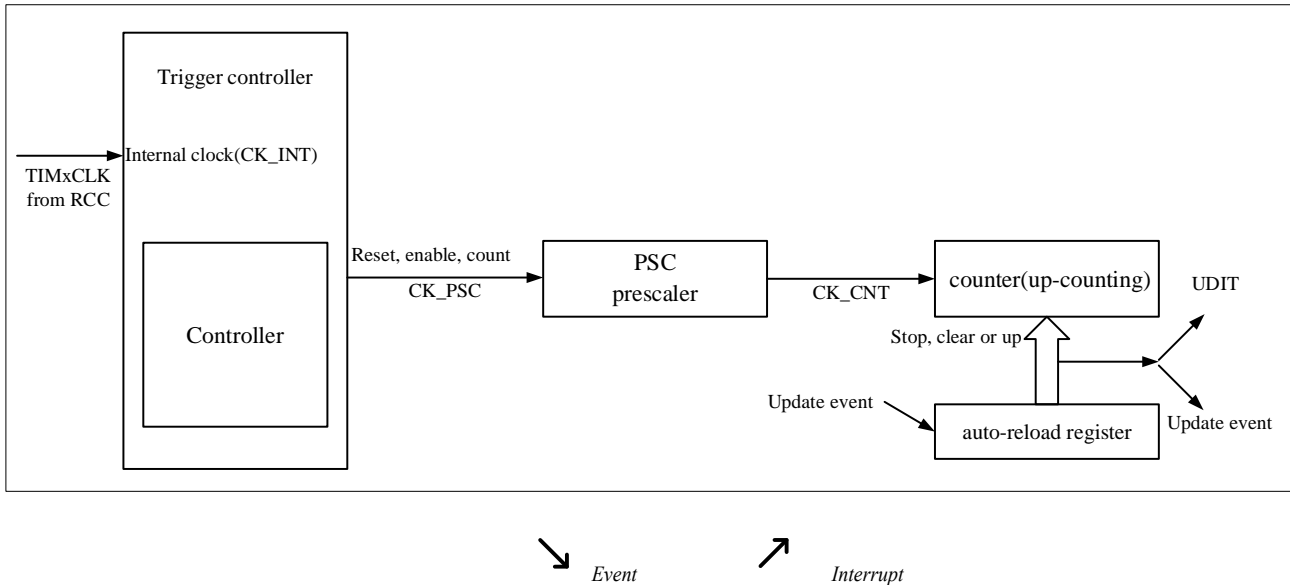 Trigger controller
Internal clock(CK_INT)
TIMxCLK
from RCC
Controller
Reset, enable, count
CK_PSC
PSC
prescaler
CK_CNT
counter(up-counting)
UDIT
Stop, clear or up
Update event
auto-reload register
Update event
Event
Interrupt